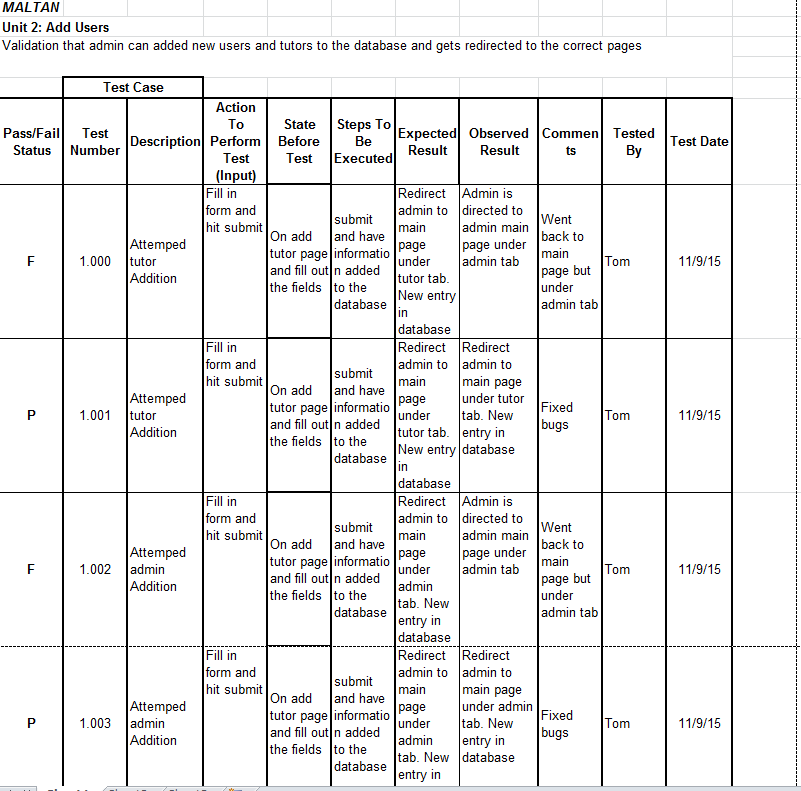 MALTAN
Unit 2: Add Users
Validation that admin can added new users and tutors to the database and gets redirected to the correct pages
Test Case
Pass/Fail
Status
Test
Number
Description
Action
To
Perform
Test
(Input)
State
Before
Test
Steps To
Be
Executed
Expected
Result
Observed
Result
Commen
ts
Tested
By
Test Date
F
1.000
Attemped
tutor
Addition
Fill in
form and
hit submit
On add
tutor page
and fill out
the fields
submit
and have
informatio
n added
to the
database
Redirect
admin to
main
page
under
tutor tab.
New entry
in
database
Admin is
directed to
admin main
page under
admin tab
Went
back to
main
page but
under
admin tab
Tom
11/9/15
P
1.001
Attemped
tutor
Addition
Fill in
form and
hit submit
On add
tutor page
and fill out
the fields
submit
and have
informatio
n added
to the
database
Redirect
admin to
main
page
under
tutor tab.
New entry
in
database
Redirect
admin to
main page
under tutor
tab. New
entry in
database
Fixed
bugs
Tom
11/9/15
F
1.002
Attemped
admin
Addition
Fill in
form and
hit submit
On add
tutor page
and fill out
the fields
submit
and have
informatio
n added
to the
database
Redirect
admin to
main
page
under
admin
tab. New
entry in
database
Admin is
directed to
admin main
page under
admin tab
Went
back to
main
page but
under
admin tab
Tom
11/9/15
P
1.003
Attemped
admin
Addition
Fill in
form and
hit submit
On add
tutor page
and fill out
the fields
submit
and have
informatio
n added
to the
database
Redirect
admin to
main
page
under
admin
tab. New
entry in
Redirect
admin to
main page
under admin
tab. New
entry in
database
Fixed
bugs
Tom
11/9/15